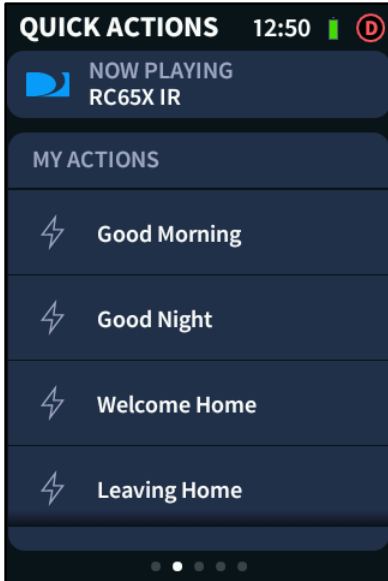 QUICK ACTIONS 12:50 D
NOW PLAYING
RC65X IR
MY ACTIONS
Good Morning
Good Night
Welcome Home
Leaving Home